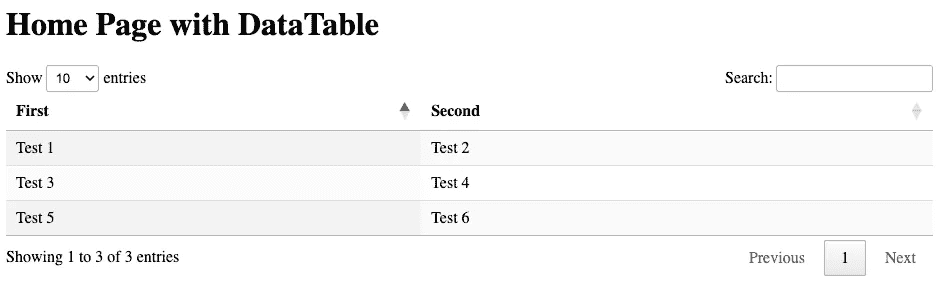 Home Page with DataTable
Show 10 entries Search:
First Second
Test 1 Test 2
Test 3 Test 4
Test 5 Test 6
Showing 1 to 3 of 3 entries Previous 1 Next